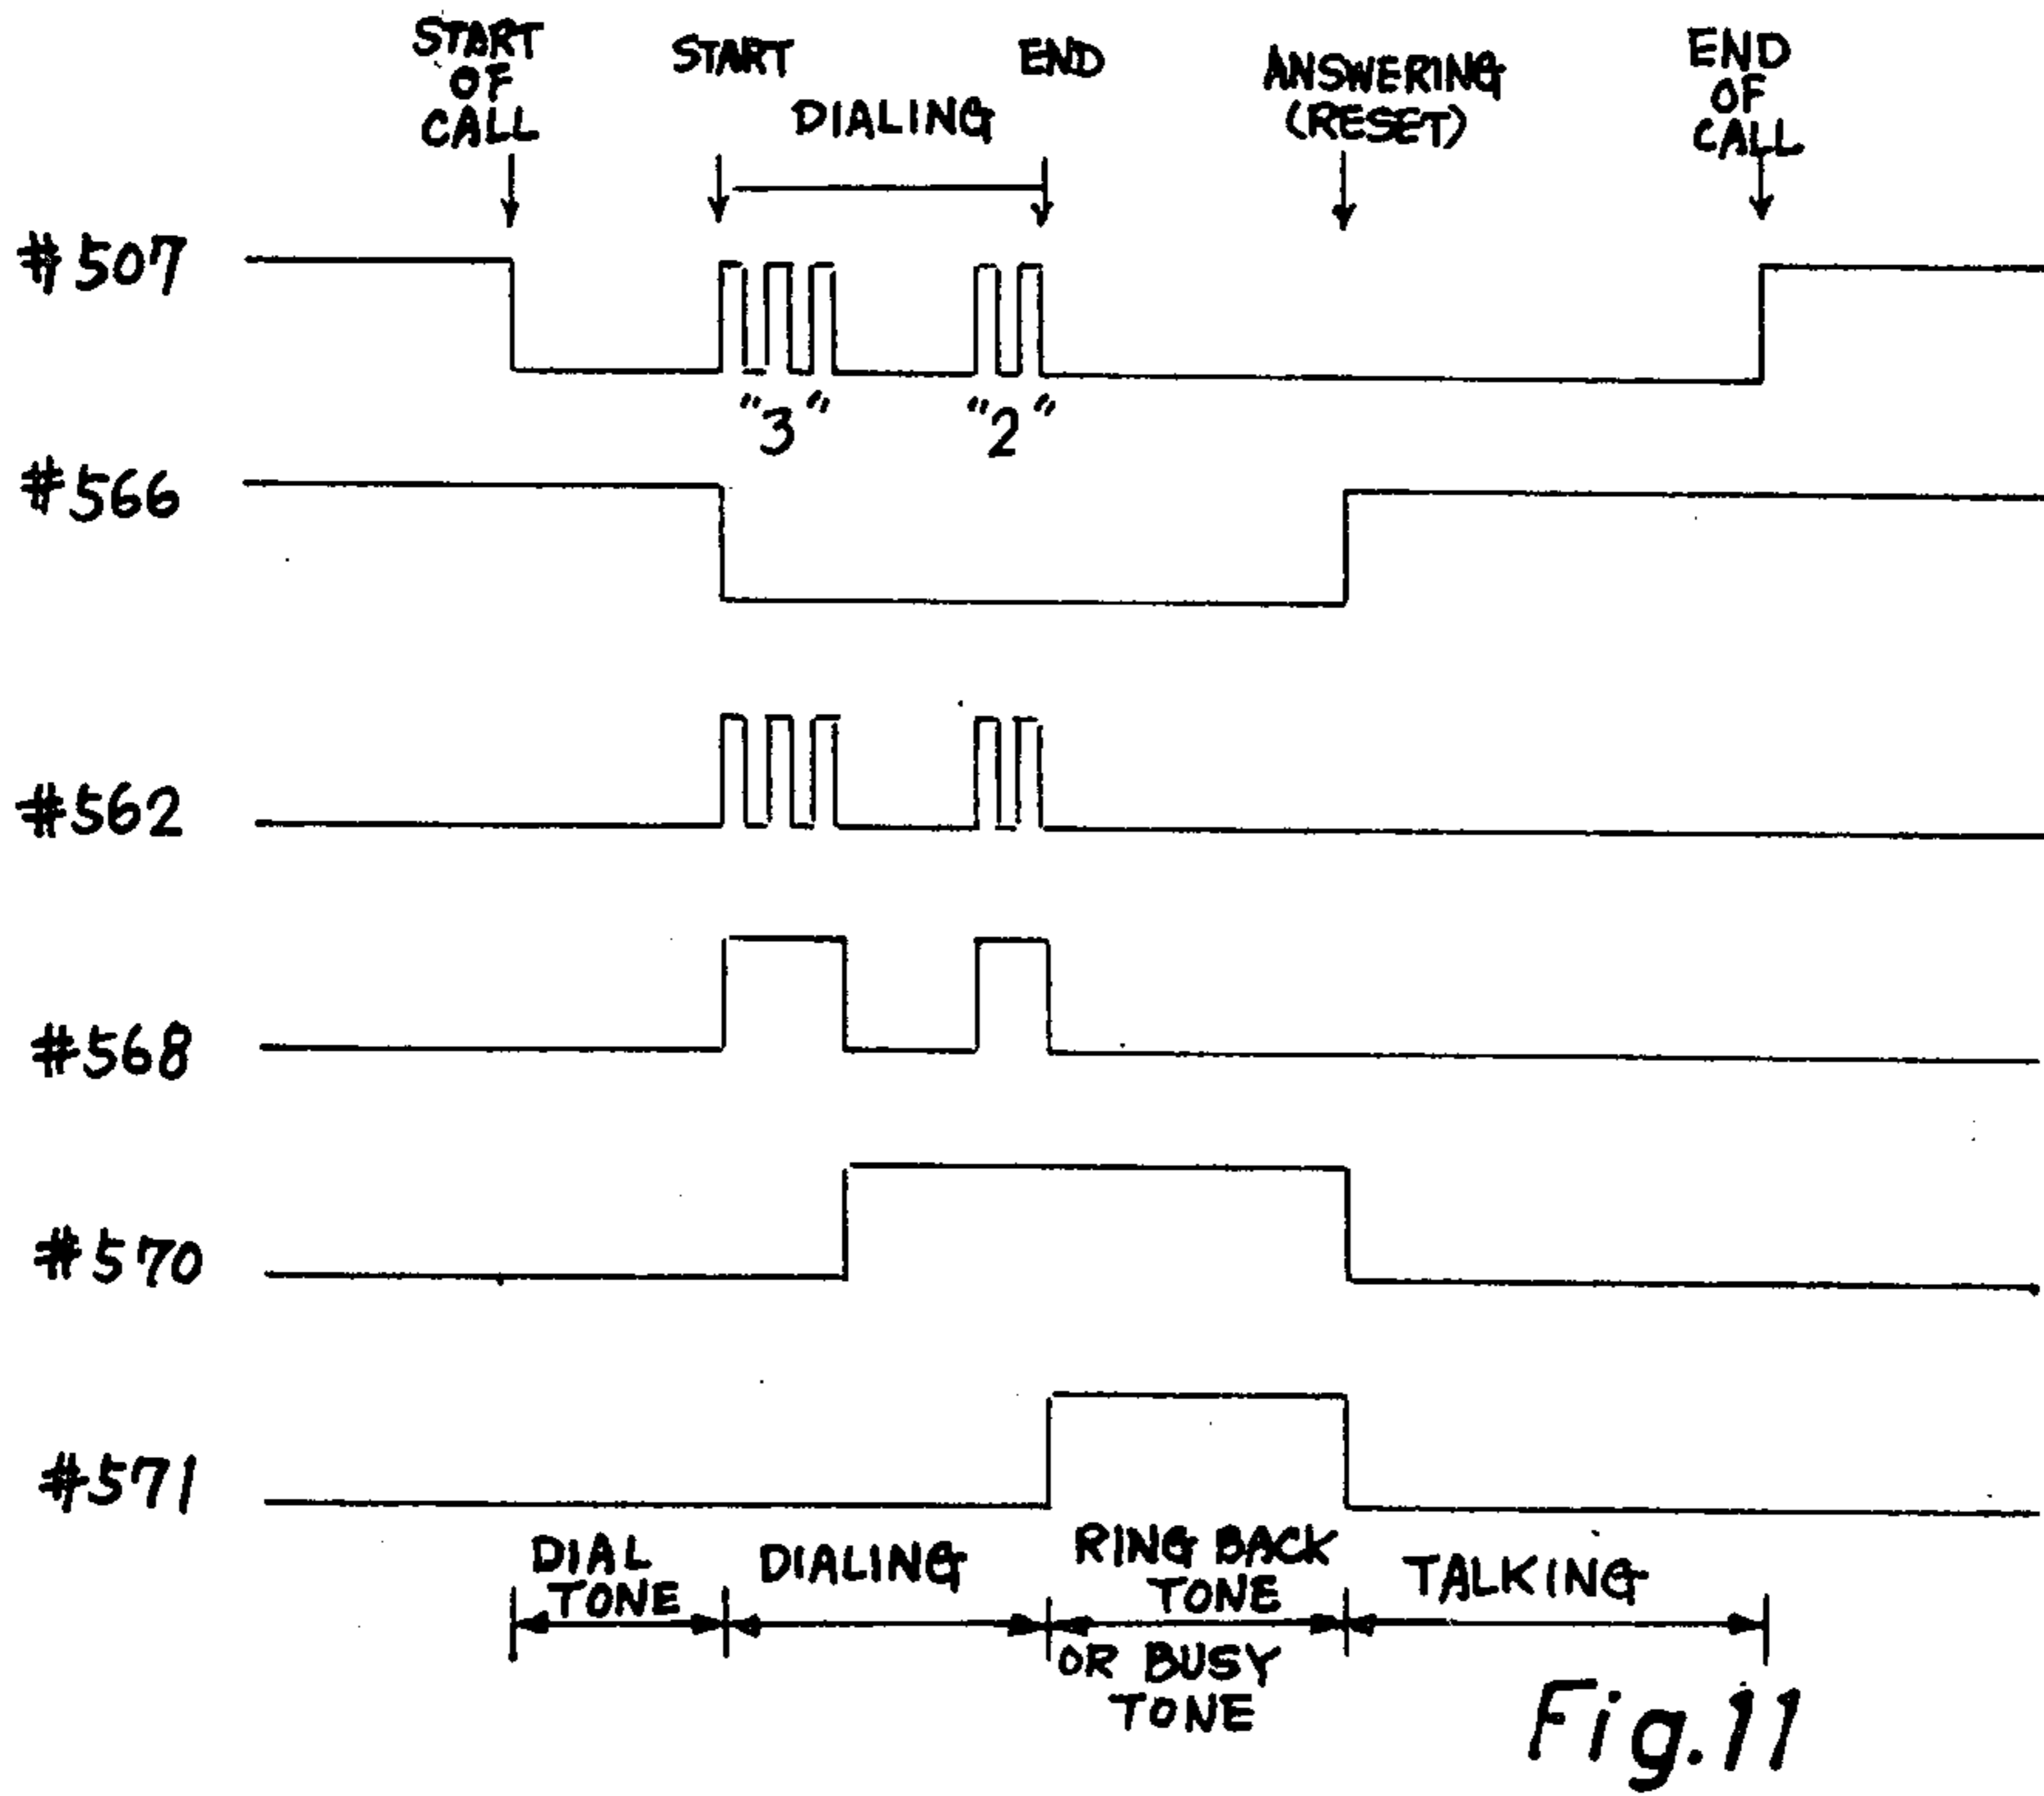 START
OF
CALL
START
END
DIALING
ANSWERING
(RESET)
END
OF
CALL
#507
"3"
"2"
#566
#562
#568
#570
#571
DIAL
TONE
DIALING
RING BACK
TONE
OR BUSY
TONE
TALKING
Fig.11